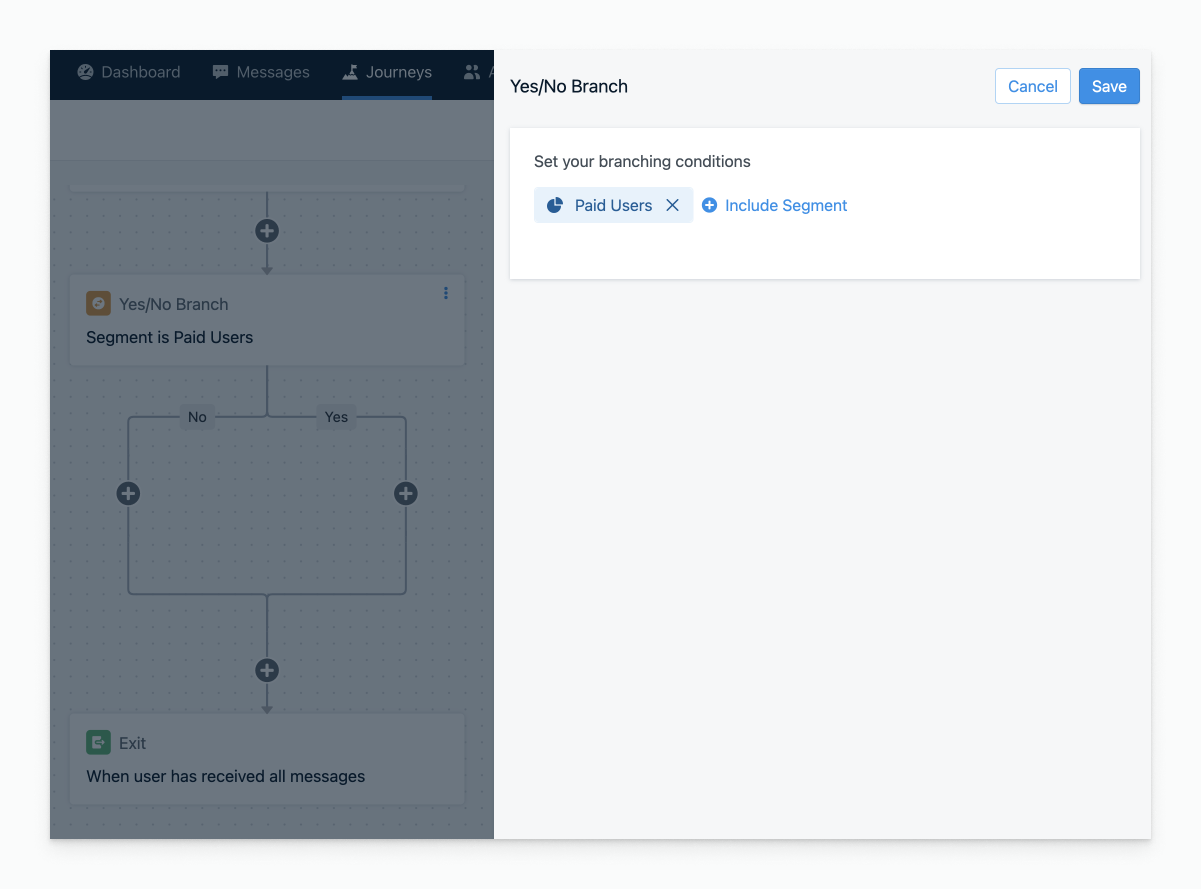 Dashboard Messages Journeys
Yes/No Branch
Cancel Save
Set your branching conditions
Paid Users Include Segment
Yes/No Branch
Segment is Paid Users
No Yes
Exit
When user has received all messages